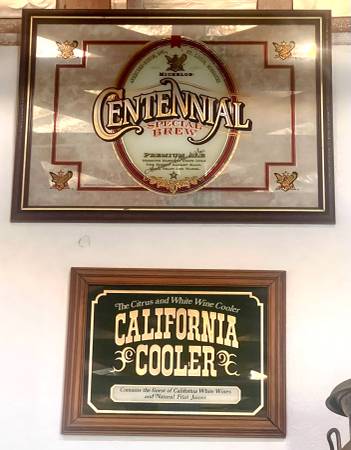 MICHELOB
CENTENNIAL
SPECIAL
BREW
PREMIUM ALE
The Citrus and White Wine Cooler
CALIFORNIA
COOLER
Contains the finest of California White Wines
and Natural Fruit Juices